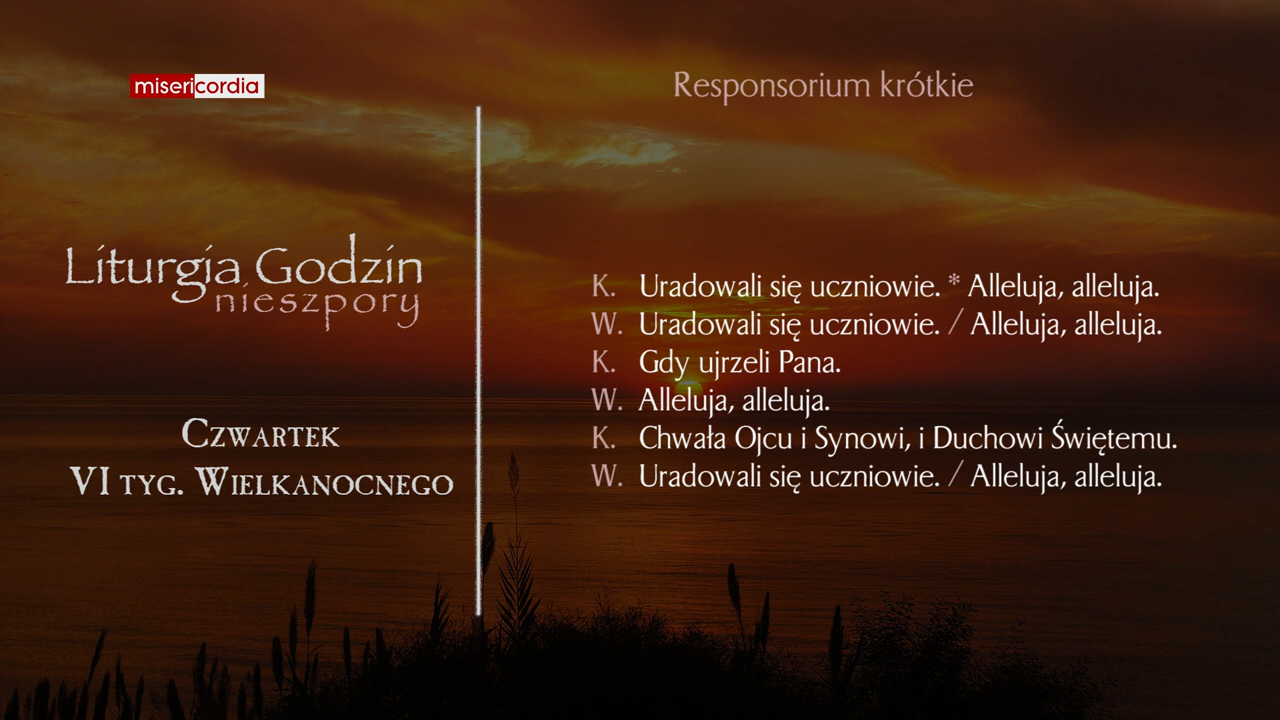 misericordia
Liturgia Godzin
nieszpory
Czwartek
VI tyg. Wielkanocnego
Responsorium krótkie
K. Uradowali się uczniowie. * Alleluja, alleluja.
W. Uradowali się uczniowie. / Alleluja, alleluja.
K. Gdy ujrzeli Pana.
W. Alleluja, alleluja.
K. Chwała Ojcu i Synowi, i Duchowi Świętemu.
W. Uradowali się uczniowie. / Alleluja, alleluja.